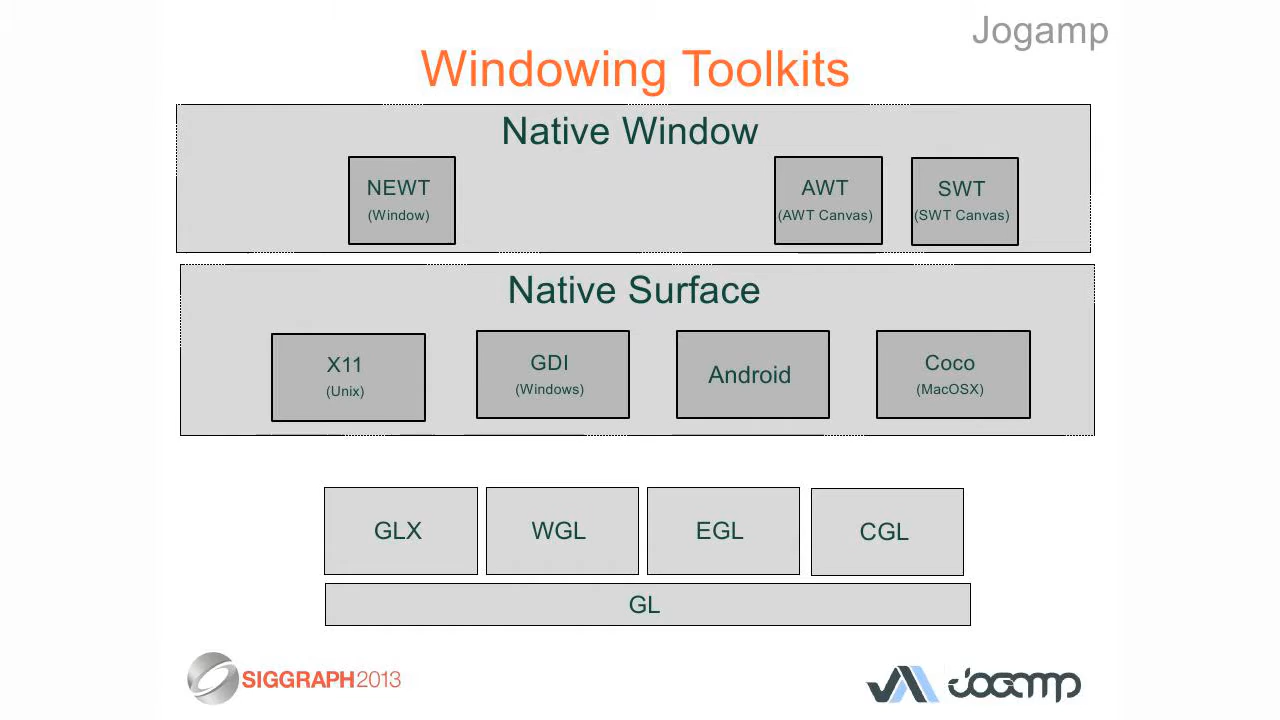 Jogamp
Windowing Toolkits
Native Window
NEWT
(Window)
AWT
(AWT Canvas)
SWT
(SWT Canvas)
Native Surface
X11
(Unix)
GDI
(Windows)
Android
Coco
(MacOSX)
GLX
WGL
EGL
CGL
GL
SIGGRAPH2013
JOGAMP